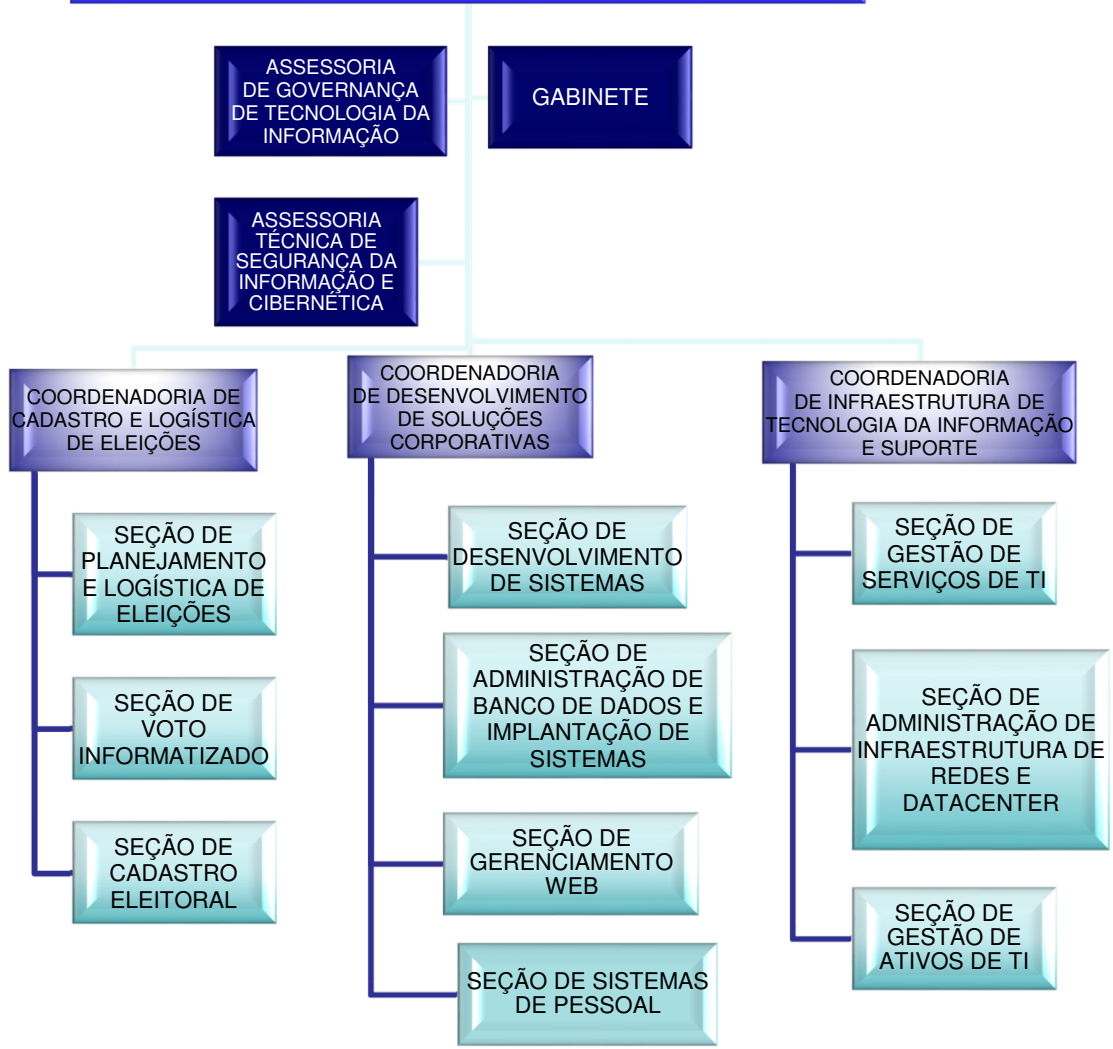 ASSESSORIA
DE GOVERNANÇA
DE TECNOLOGIA DA
INFORMAÇÃO
GABINETE
ASSESSORIA
TÉCNICA DE
SEGURANÇA DA
INFORMAÇÃO E
CIBERNÉTICA
COORDENADORIA DE
CADASTRO E LOGÍSTICA
DE ELEIÇÕES
SEÇÃO DE
PLANEJAMENTO
E LOGÍSTICA DE
ELEIÇÕES
SEÇÃO DE
VOTO
INFORMATIZADO
SEÇÃO DE
CADASTRO
ELEITORAL
COORDENADORIA
DE DESENVOLVIMENTO
DE SOLUÇÕES
CORPORATIVAS
SEÇÃO DE
DESENVOLVIMENTO
DE SISTEMAS
SEÇÃO DE
ADMINISTRAÇÃO DE
BANCO DE DADOS E
IMPLANTAÇÃO DE
SISTEMAS
SEÇÃO DE
GERENCIAMENTO
WEB
SEÇÃO DE SISTEMAS
DE PESSOAL
COORDENADORIA
DE INFRAESTRUTURA DE
TECNOLOGIA DA INFORMAÇÃO
E SUPORTE
SEÇÃO DE
GESTÃO DE
SERVIÇOS DE TI
SEÇÃO DE
ADMINISTRAÇÃO DE
INFRAESTRUTURA DE
REDES E
DATACENTER
SEÇÃO DE
GESTÃO DE
ATIVOS DE TI